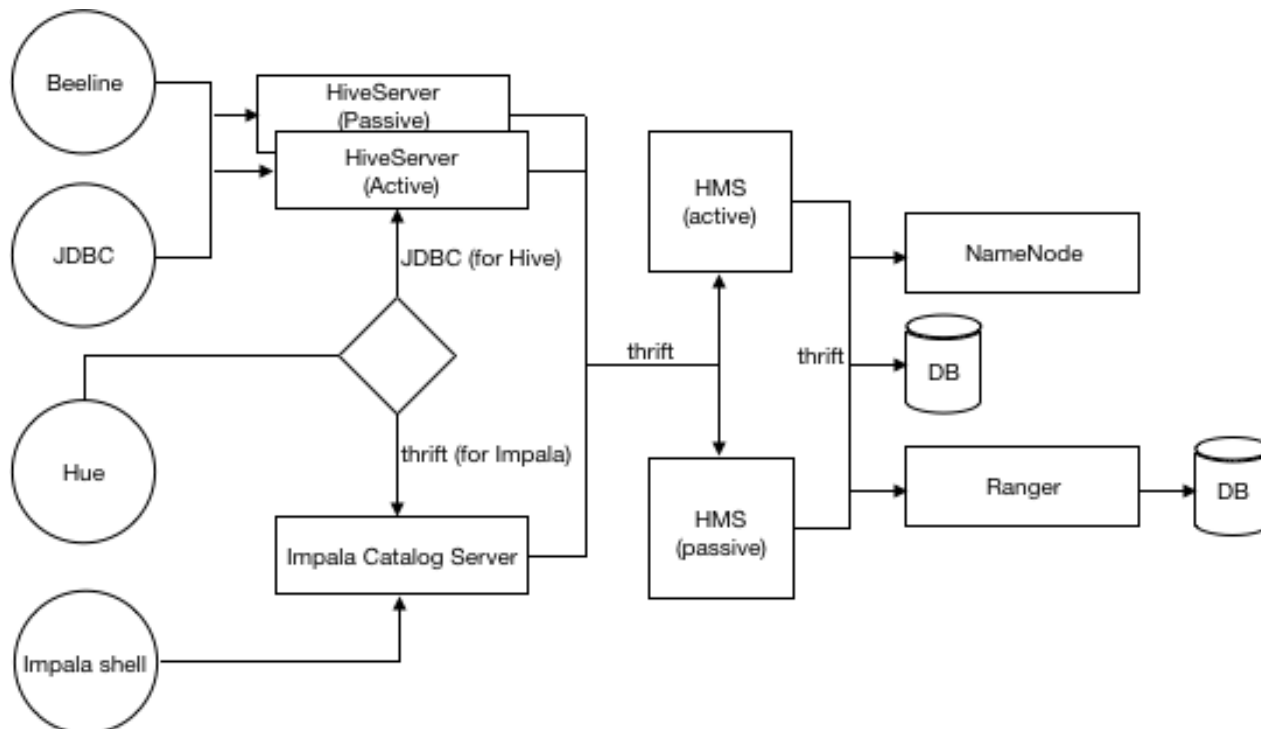 Beeline
HiveServer
(Passive)
HiveServer
(Active)
JDBC
JDBC (for Hive)
HMS
(active)
NameNode
thrift
thrift
DB
Hue
thrift (for Impala)
Impala Catalog Server
HMS
(passive)
Ranger
DB
Impala shell